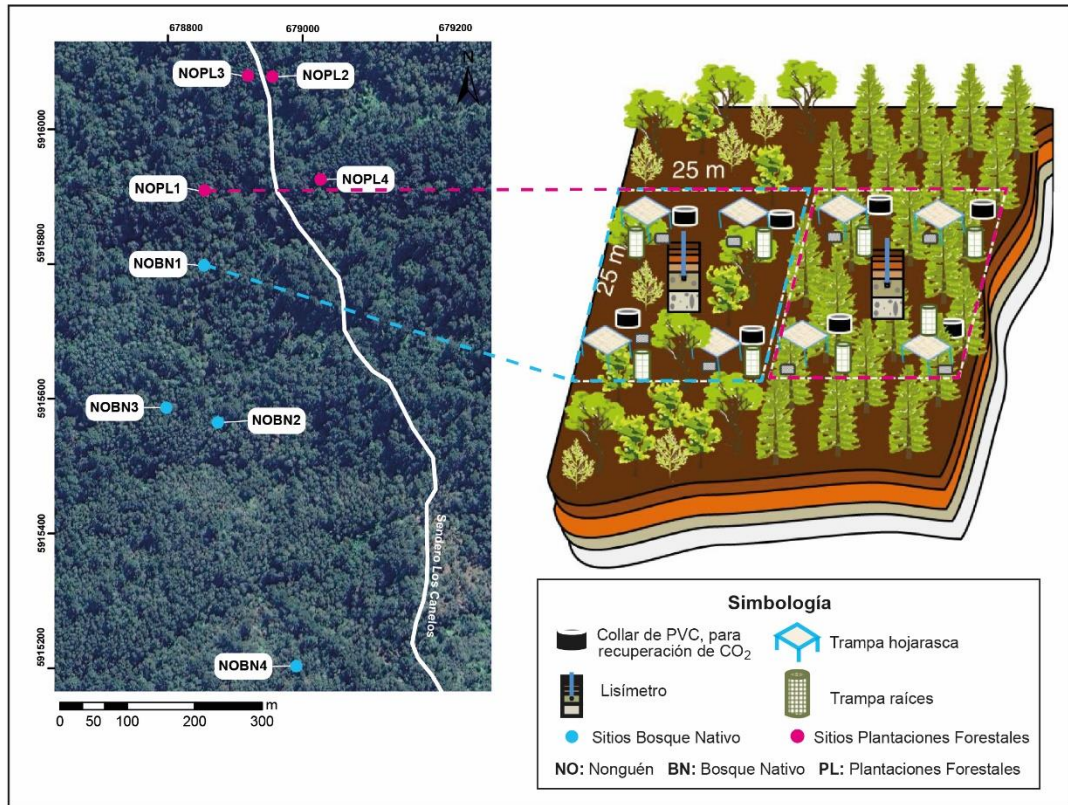 678800
679000
679200
NOPL3
NOPL2
5916000
NOPL1
NOPL4
5915800
NOBN1
5915600
NOBN3
NOBN2
5915400
Sendero Los Canelos
5915200
NOBN4
m
0 50 100 200 300
25 m
25 m
Simbología
Collar de PVC, para
recuperación de CO₂
Trampa hojarasca
Lisímetro
Trampa raíces
Sitios Bosque Nativo
Sitios Plantaciones Forestales
NO: Nonguén BN: Bosque Nativo PL: Plantaciones Forestales